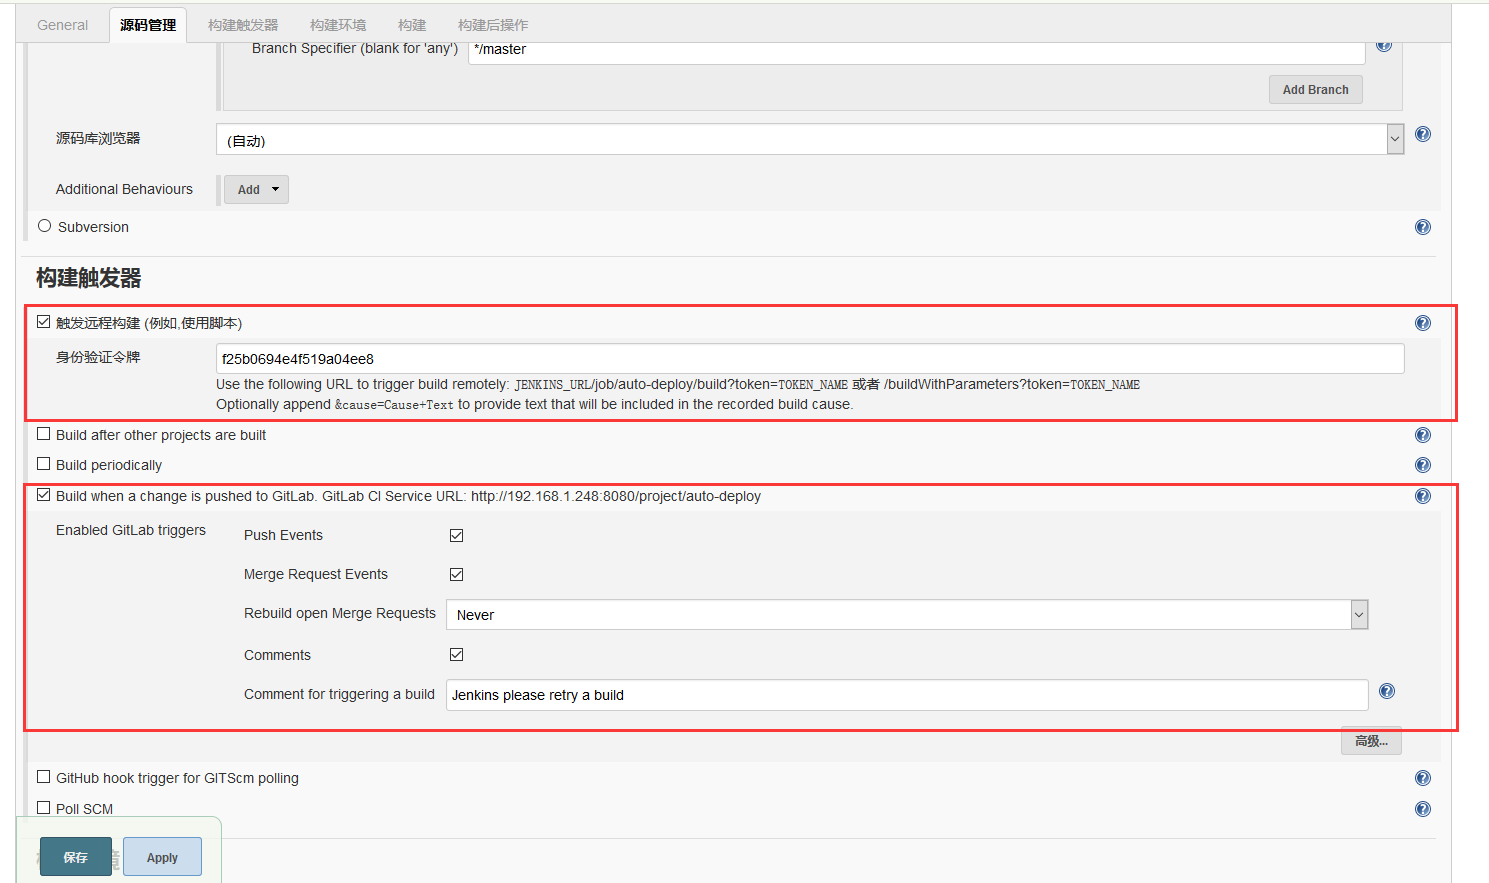 General 源码管理 构建触发器 构建环境 构建 构建后操作
Branch Specifier (blank for 'any') */master
Add Branch
源码库浏览器 (自动)
Additional Behaviours Add
Subversion
构建触发器
触发远程构建 (例如,使用脚本)
身份验证令牌 f25b0694e4f519a04ee8
Use the following URL to trigger build remotely: JENKINS_URL/job/auto-deploy/build?token=TOKEN_NAME 或者 /buildWithParameters?token=TOKEN_NAME
Optionally append &cause=Cause+Text to provide text that will be included in the recorded build cause.
Build after other projects are built
Build periodically
Build when a change is pushed to GitLab. GitLab CI Service URL: http://192.168.1.248:8080/project/auto-deploy
Enabled GitLab triggers Push Events
Merge Request Events
Rebuild open Merge Requests Never
Comments
Comment for triggering a build Jenkins please retry a build
高级...
GitHub hook trigger for GITScm polling
Poll SCM
保存 Apply